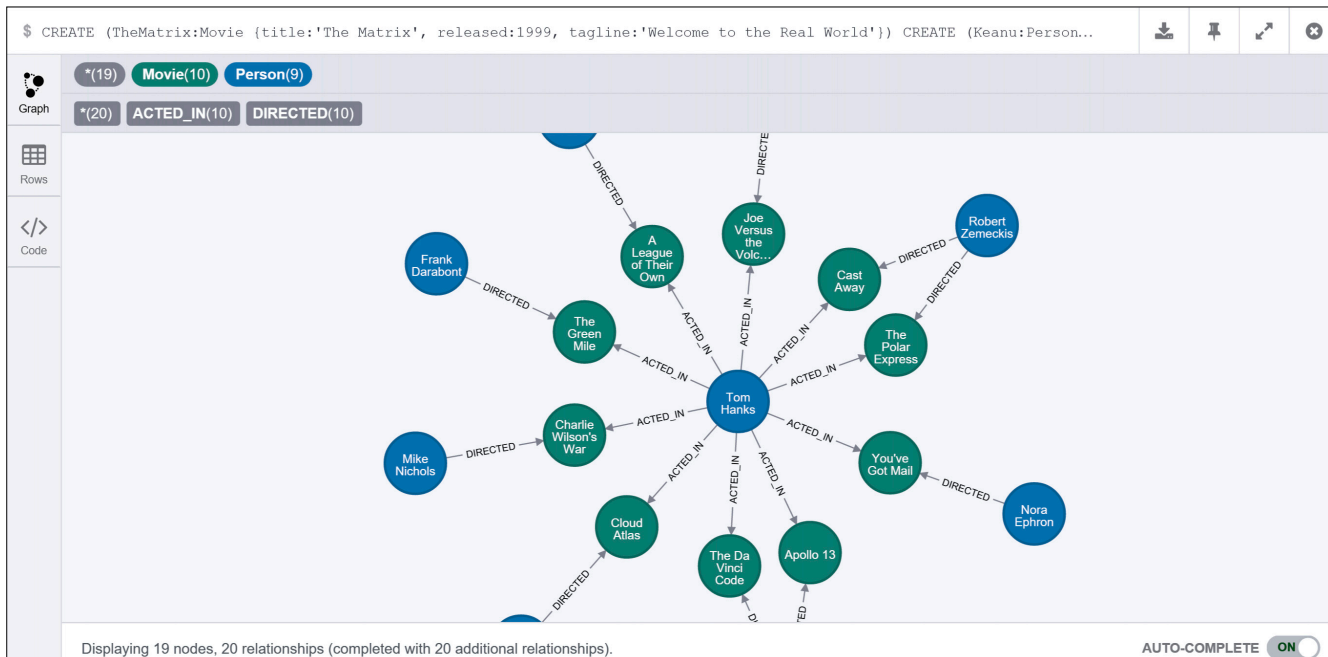 $ CREATE (TheMatrix:Movie {title:'The Matrix', released:1999, tagline:'Welcome to the Real World'}) CREATE (Keanu:Person...
Graph
Rows
Code
*(19) Movie(10) Person(9)
*(20) ACTED_IN(10) DIRECTED(10)
DIRECTED
DIRECTE
Robert
Zemeckis
Joe
Versus
the
Volc...
A
League
of Their
Own
Frank
Darabont
DIRECTED
DIRECTED
Cast
Away
DIRECTED
The
Green
Mile
ACTED_IN
ACTED_IN
ACTED_IN
The
Polar
Express
ACTED_IN
ACTED_IN
Tom
Hanks
Charlie
Wilson's
War
ACTED_IN
ACTED_IN
Mike
Nichols
DIRECTED
You've
Got Mail
ACTED_IN
ACTED_IN
ACTED_IN
DIRECTED
Nora
Ephron
Cloud
Atlas
The Da
Vinci
Code
Apollo 13
DIRECTED
D
TED
Displaying 19 nodes, 20 relationships (completed with 20 additional relationships).
AUTO-COMPLETE ON